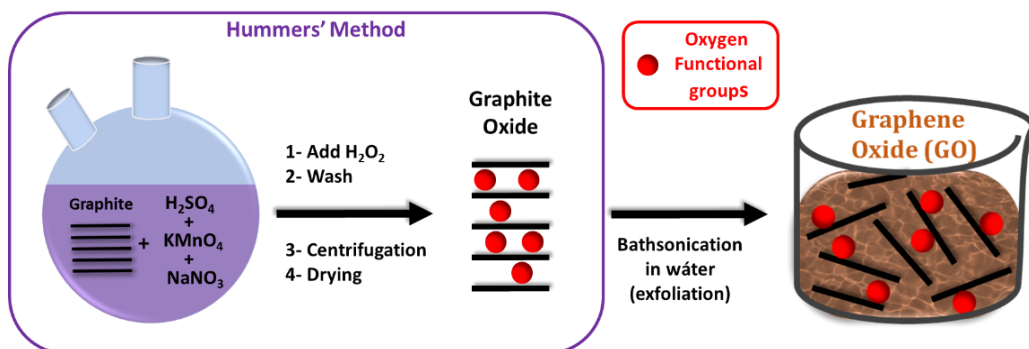 Hummers' Method
Graphite
H₂SO₄
+
KMnO₄
+
NaNO₃
+
1- Add H₂O₂
2- Wash
3- Centrifugation
4- Drying
Graphite
Oxide
Oxygen
Functional
groups
Bathsonication
in wáter
(exfoliation)
Graphene
Oxide (GO)